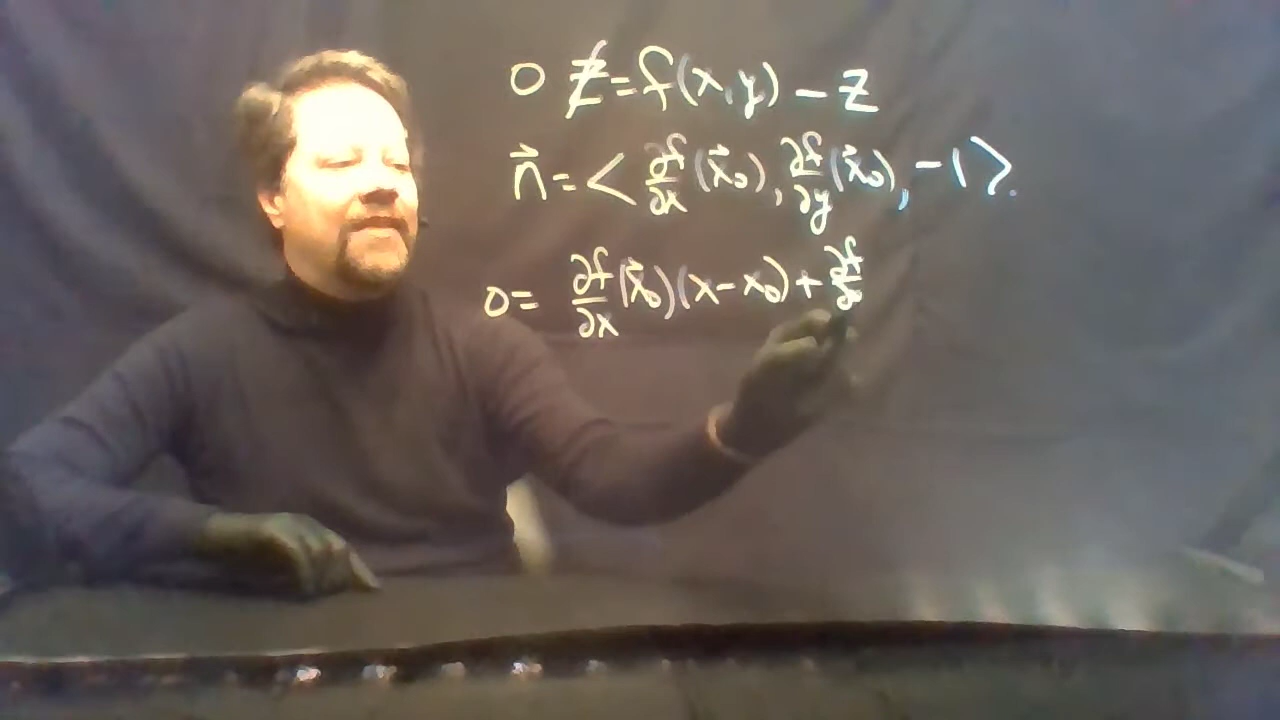 0 z̸ = f(x,y) − z
n⃗ = < ∂f/∂x (x⃗₀), ∂f/∂y (x⃗₀), −1 >.
0 = ∂f/∂x (x⃗₀)(x−x₀) + ∂f/∂